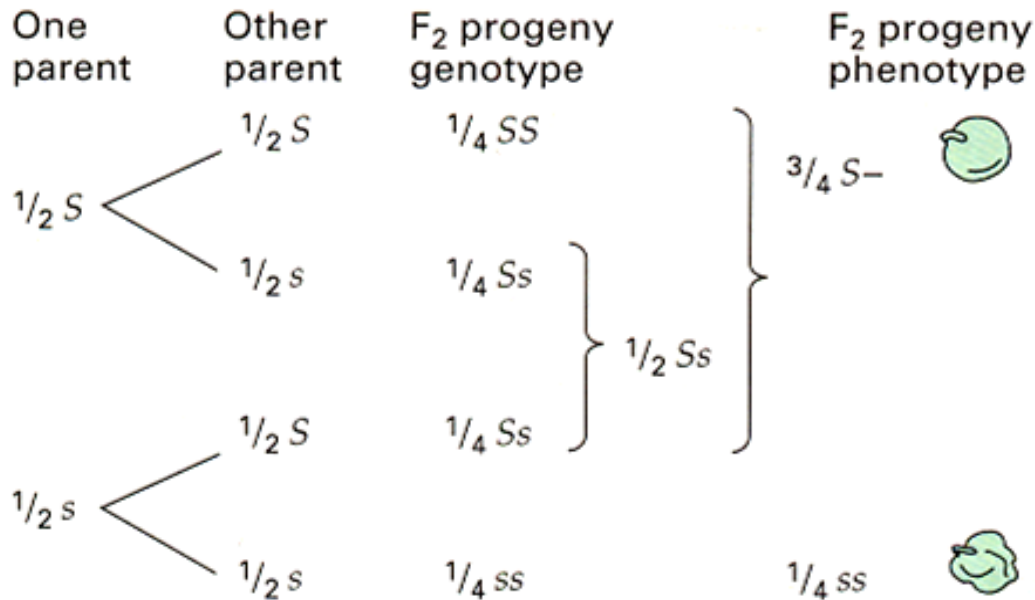 One parent
Other parent
F₂ progeny genotype
F₂ progeny phenotype
½ S
½ S
¼ SS
¾ S–
½ s
¼ Ss
½ Ss
½ s
½ S
¼ Ss
½ s
¼ ss
¼ ss